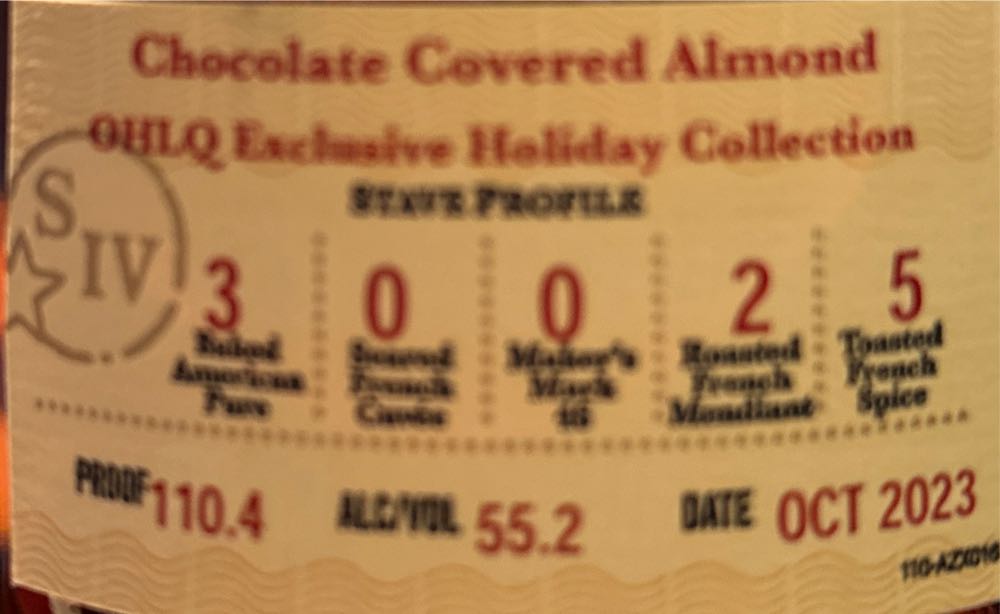 Chocolate Covered Almond
OHLQ Exclusive Holiday Collection
S IV
STAVE PROFILE
3 0 0 2 5
Baked American Pure
Seared French Cuvée
Maker's Mark 46
Roasted French Mendiant
Toasted French Spice
PROOF 110.4 ALC/VOL 55.2 DATE OCT 2023